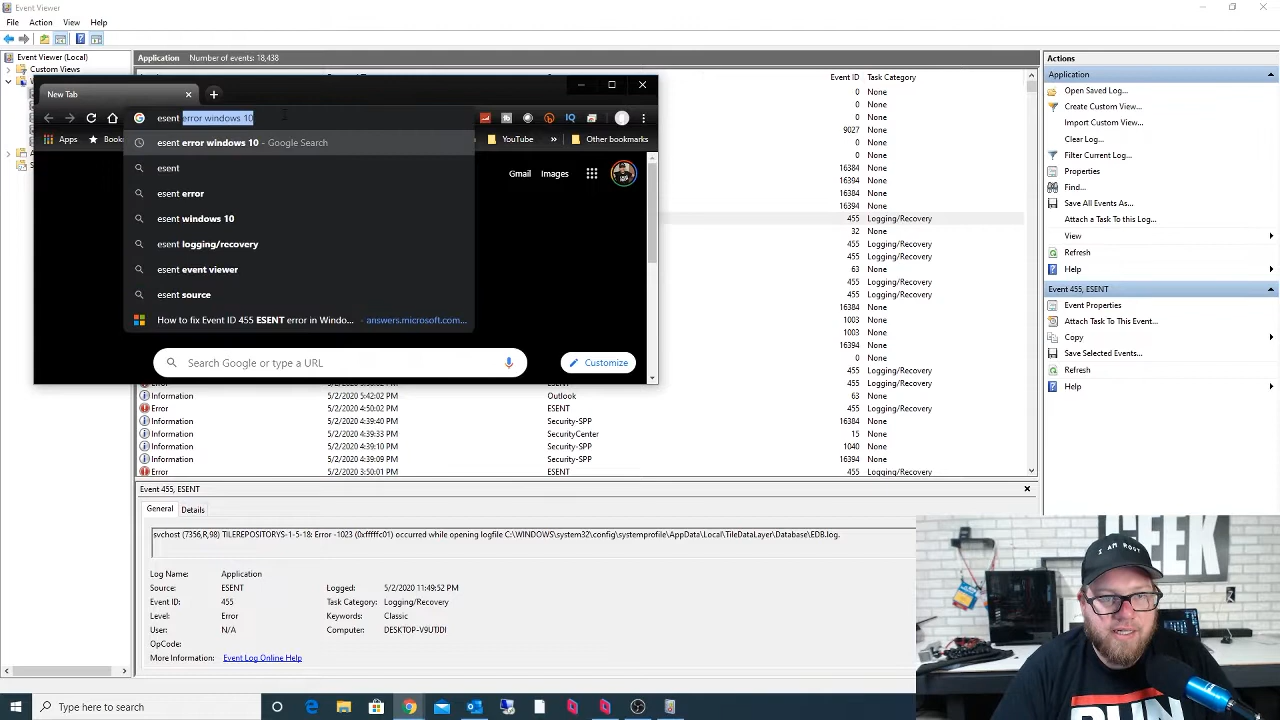 Event Viewer
File Action View Help
Event Viewer (Local)
Custom Views
Application Number of events: 18,438
Event ID Task Category
0 None
0 None
0 None
9027 None
0 None
0 None
16384 None
16394 None
16384 None
16394 None
455 Logging/Recovery
32 None
455 Logging/Recovery
455 Logging/Recovery
63 None
455 Logging/Recovery
455 Logging/Recovery
16384 None
1003 None
1003 None
16394 None
0 None
455 Logging/Recovery
455 Logging/Recovery
Information 5/2/2020 5:42:02 PM Outlook 63 None
Error 5/2/2020 4:50:02 PM ESENT 455 Logging/Recovery
Information 5/2/2020 4:39:40 PM Security-SPP 16384 None
Information 5/2/2020 4:39:33 PM SecurityCenter 15 None
Information 5/2/2020 4:39:10 PM Security-SPP 1040 None
Information 5/2/2020 4:39:09 PM Security-SPP 16394 None
Error 5/2/2020 3:50:01 PM ESENT 455 Logging/Recovery
New Tab
esent error windows 10
Apps
YouTube » Other bookmarks
esent error windows 10 - Google Search
esent
esent error
esent windows 10
esent logging/recovery
esent event viewer
esent source
How to fix Event ID 455 ESENT error in Windo... - answers.microsoft.com...
Gmail Images
Search Google or type a URL
Customize
Event 455, ESENT
General Details
occurred while opening logfile C:\WINDOWS\system32\config\systemprofile\AppData\Local\TileDataLayer\Database\EDB.log.
Log Name: Application
Source: ESENT Logged: 5/2/2020 11:49:52 PM
Event ID: 455 Task Category: Logging/Recovery
Level: Error Keywords: Classic
User: N/A Computer: DESKTOP-V9UTJDI
OpCode:
More Information: Event Log Online Help
Actions
Application
Open Saved Log...
Create Custom View...
Import Custom View...
Clear Log...
Filter Current Log...
Properties
Find...
Save All Events As...
Attach a Task To this Log...
View
Refresh
Help
Event 455, ESENT
Event Properties
Attach Task To This Event...
Copy
Save Selected Events...
Refresh
Help
GEEK
I AM ROOT
RUN
Type here to search